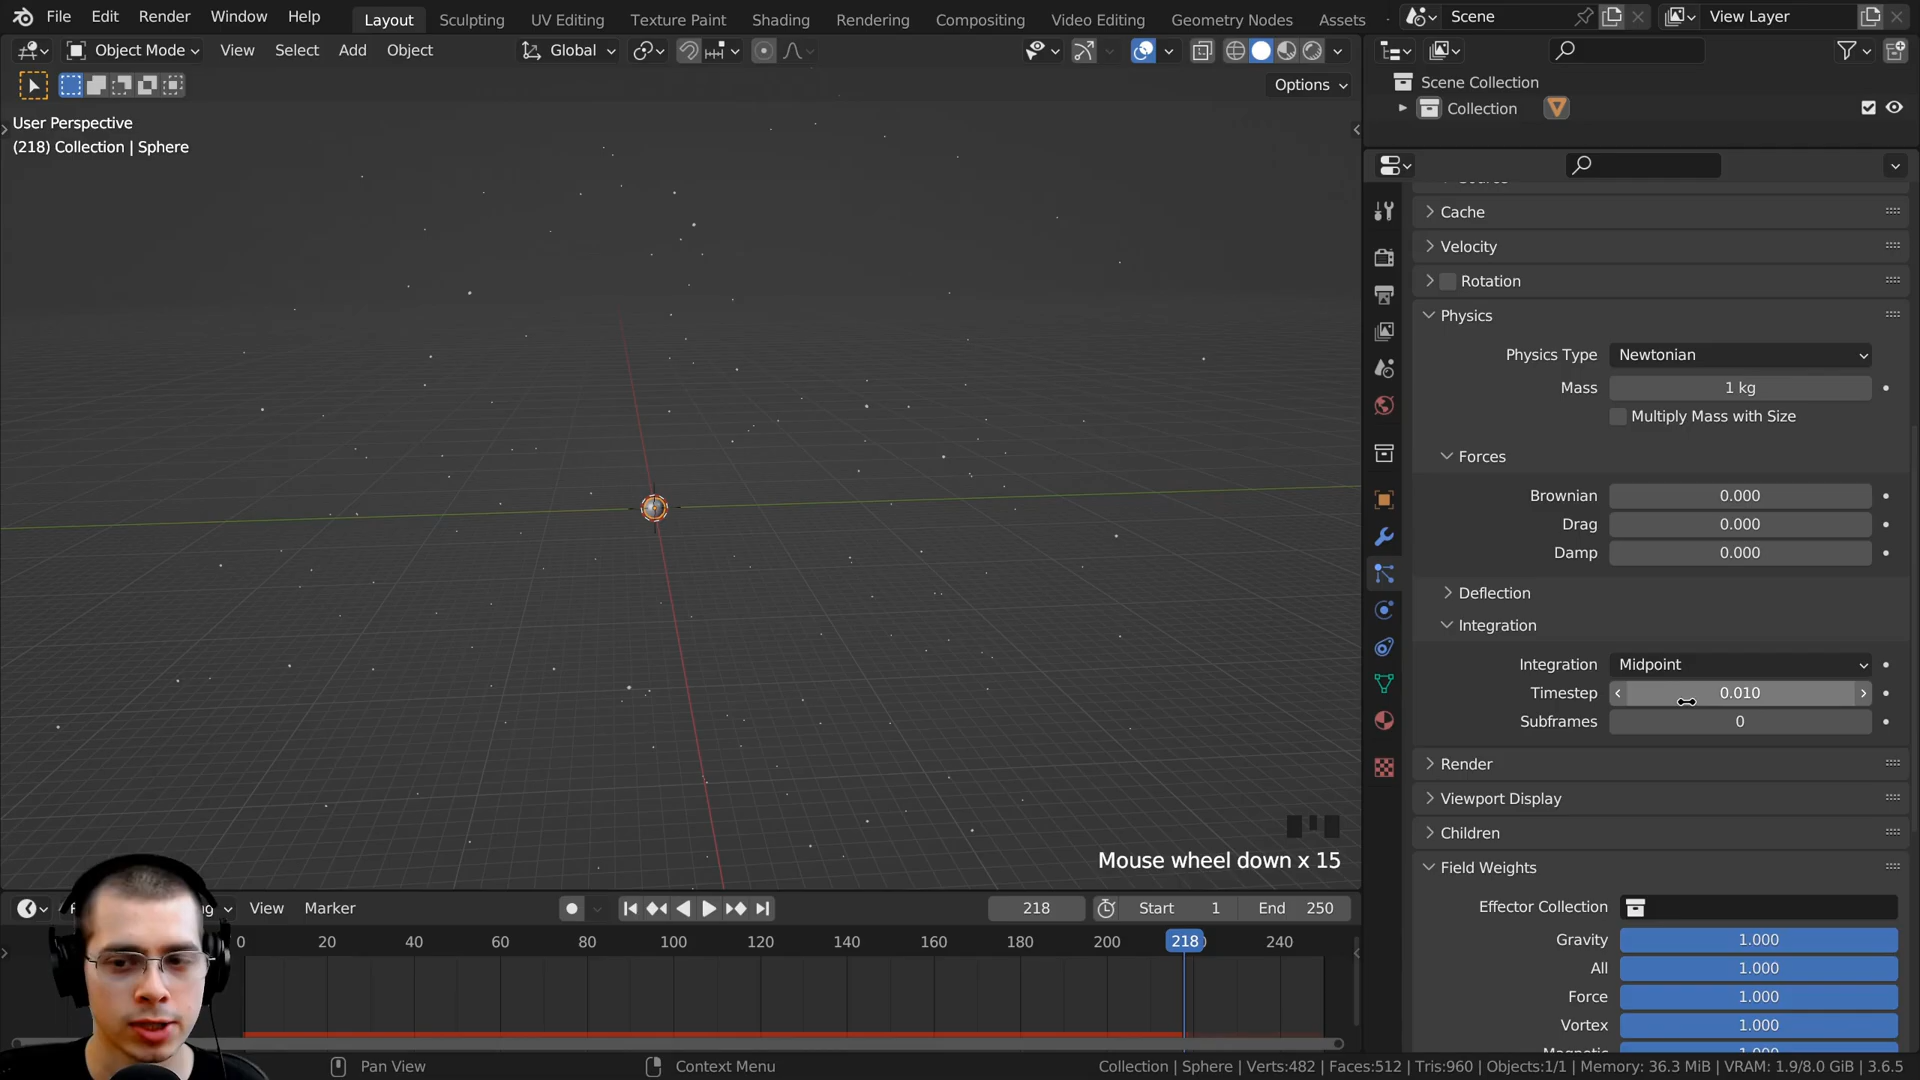 File Edit Render Window Help Layout Sculpting UV Editing Texture Paint Shading Rendering Compositing Video Editing Geometry Nodes Assets Scene View Layer
Object Mode View Select Add Object Global
Options
Scene Collection
Collection
User Perspective
(218) Collection | Sphere
Cache
Velocity
Rotation
Physics
Physics Type Newtonian
Mass 1 kg
Multiply Mass with Size
Forces
Brownian 0.000
Drag 0.000
Damp 0.000
Deflection
Integration
Integration Midpoint
Timestep 0.010
Subframes 0
Render
Viewport Display
Children
Field Weights
Effector Collection
Gravity 1.000
All 1.000
Force 1.000
Vortex 1.000
Mouse wheel down x 15
View Marker 218 Start 1 End 250
0 20 40 60 80 100 120 140 160 180 200 218 240
Pan View Context Menu Collection | Sphere | Verts:482 | Faces:512 | Tris:960 | Objects:1/1 | Memory: 36.3 MiB | VRAM: 1.9/8.0 GiB | 3.6.5